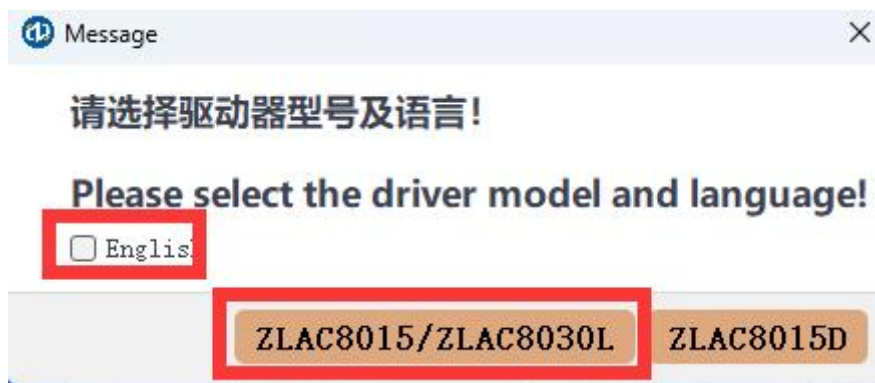 Message
请选择驱动器型号及语言!
Please select the driver model and language!
Englis
ZLAC8015/ZLAC8030L ZLAC8015D